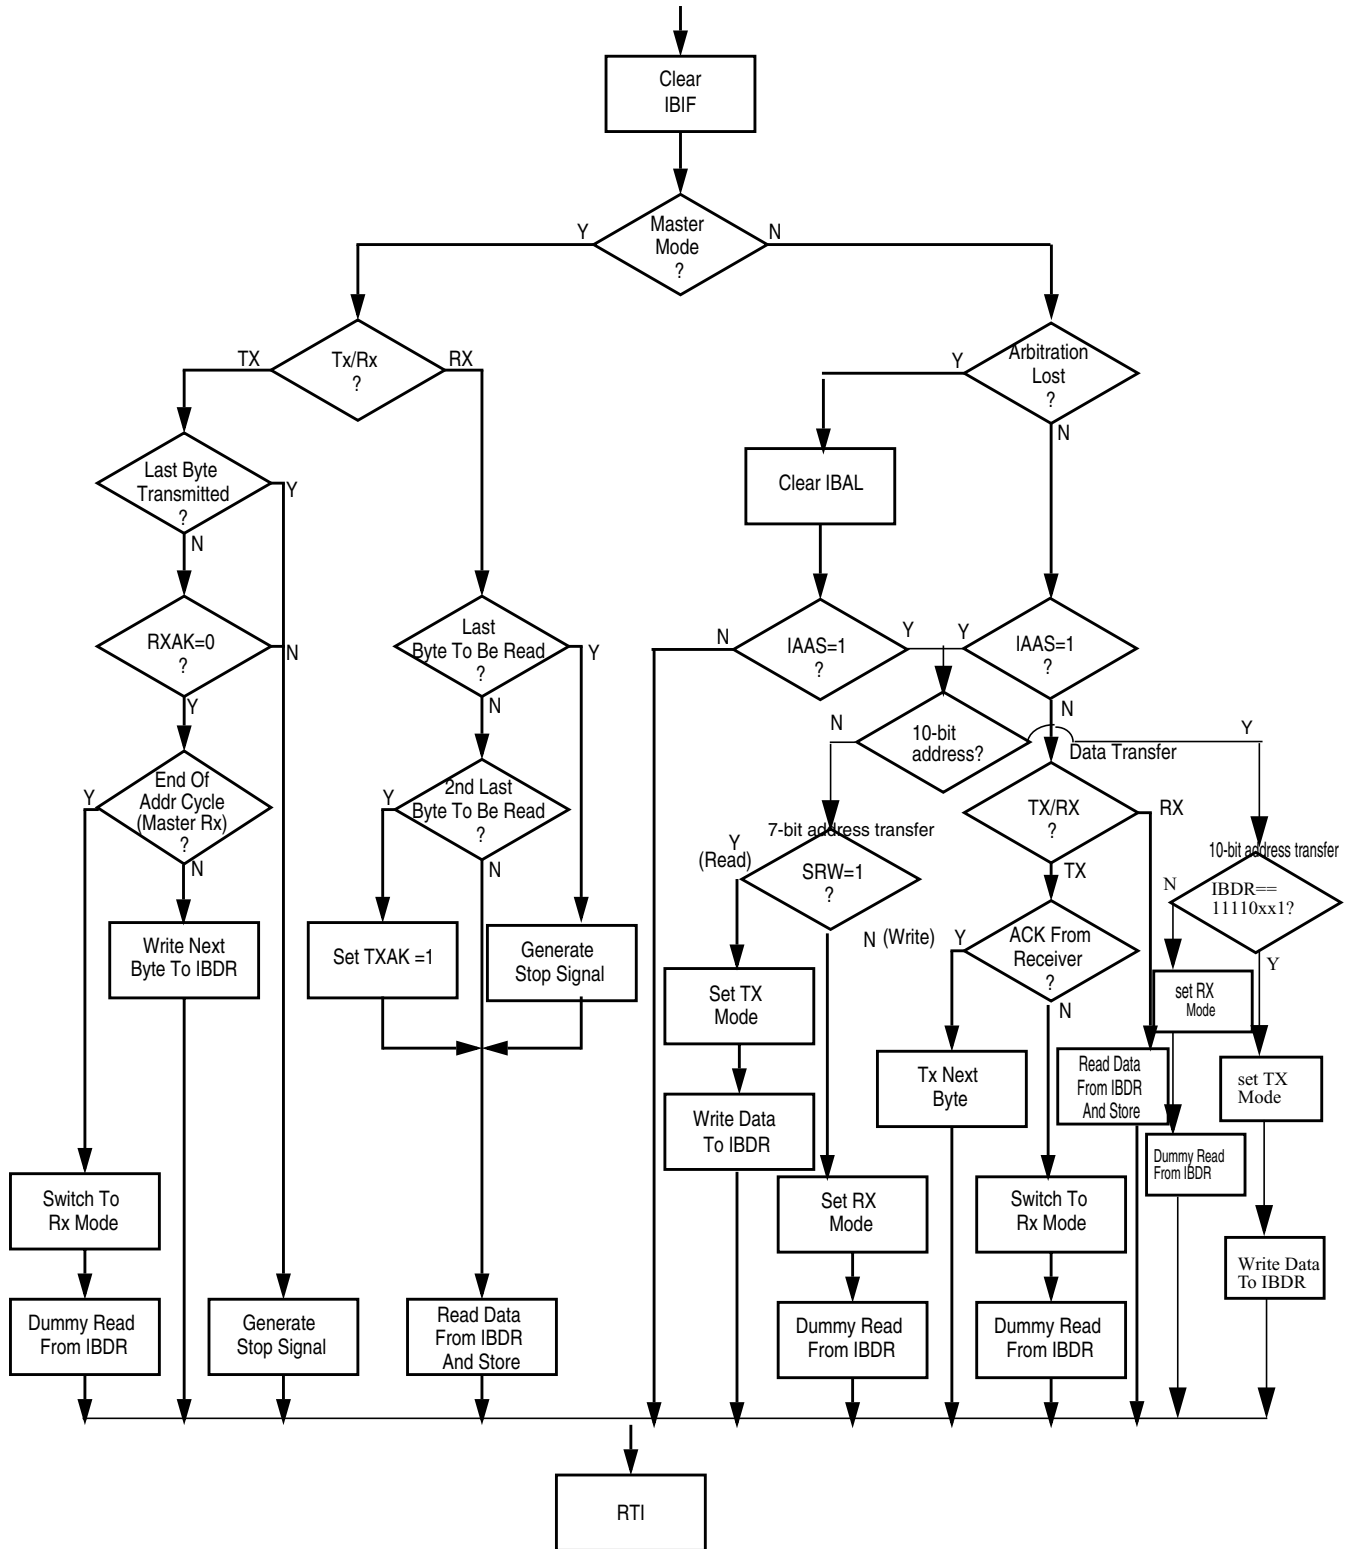 Clear
IBIF
Master
Mode
?
Y
N
Tx/Rx
?
TX
RX
Arbitration
Lost
?
Y
N
Last Byte
Transmitted
?
Y
N
Clear IBAL
RXAK=0
?
N
Y
Last
Byte To Be Read
?
Y
N
IAAS=1
?
N
Y
IAAS=1
?
Y
N
10-bit
address?
N
Y
Data Transfer
End Of
Addr Cycle
(Master Rx)
?
Y
N
2nd Last
Byte To Be Read
?
Y
N
7-bit address transfer
SRW=1
?
Y
(Read)
N (Write)
TX/RX
?
RX
TX
10-bit address transfer
IBDR==
11110xx1?
N
Y
Write Next
Byte To IBDR
Set TXAK =1
Generate
Stop Signal
Set TX
Mode
ACK From
Receiver
?
Y
N
set RX
Mode
Tx Next
Byte
Read Data
From IBDR
And Store
set TX
Mode
Write Data
To IBDR
Dummy Read
From IBDR
Switch To
Rx Mode
Set RX
Mode
Switch To
Rx Mode
Write Data
To IBDR
Dummy Read
From IBDR
Generate
Stop Signal
Read Data
From IBDR
And Store
Dummy Read
From IBDR
Dummy Read
From IBDR
RTI